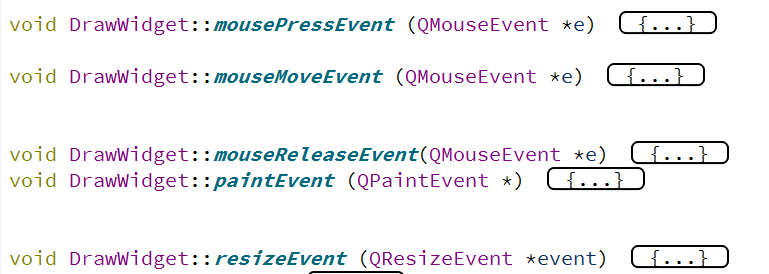 void DrawWidget::mousePressEvent (QMouseEvent *e) {...}
void DrawWidget::mouseMoveEvent (QMouseEvent *e) {...}
void DrawWidget::mouseReleaseEvent(QMouseEvent *e) {...}
void DrawWidget::paintEvent (QPaintEvent *) {...}
void DrawWidget::resizeEvent (QResizeEvent *event) {...}